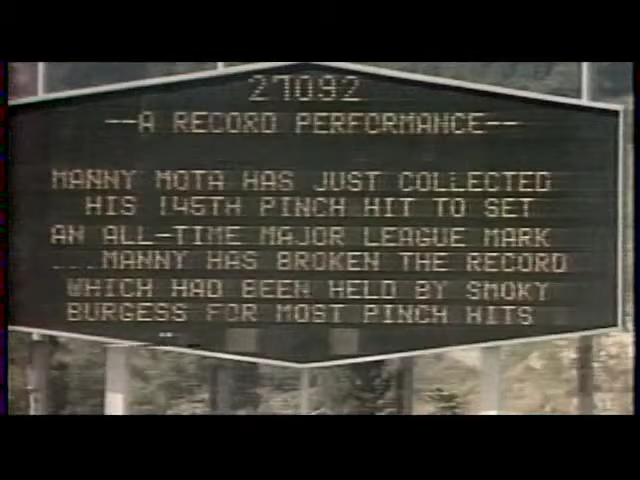 27092
--A RECORD PERFORMANCE--
MANNY MOTA HAS JUST COLLECTED
HIS 145TH PINCH HIT TO SET
AN ALL-TIME MAJOR LEAGUE MARK
...MANNY HAS BROKEN THE RECORD
WHICH HAD BEEN HELD BY SMOKY
BURGESS FOR MOST PINCH HITS